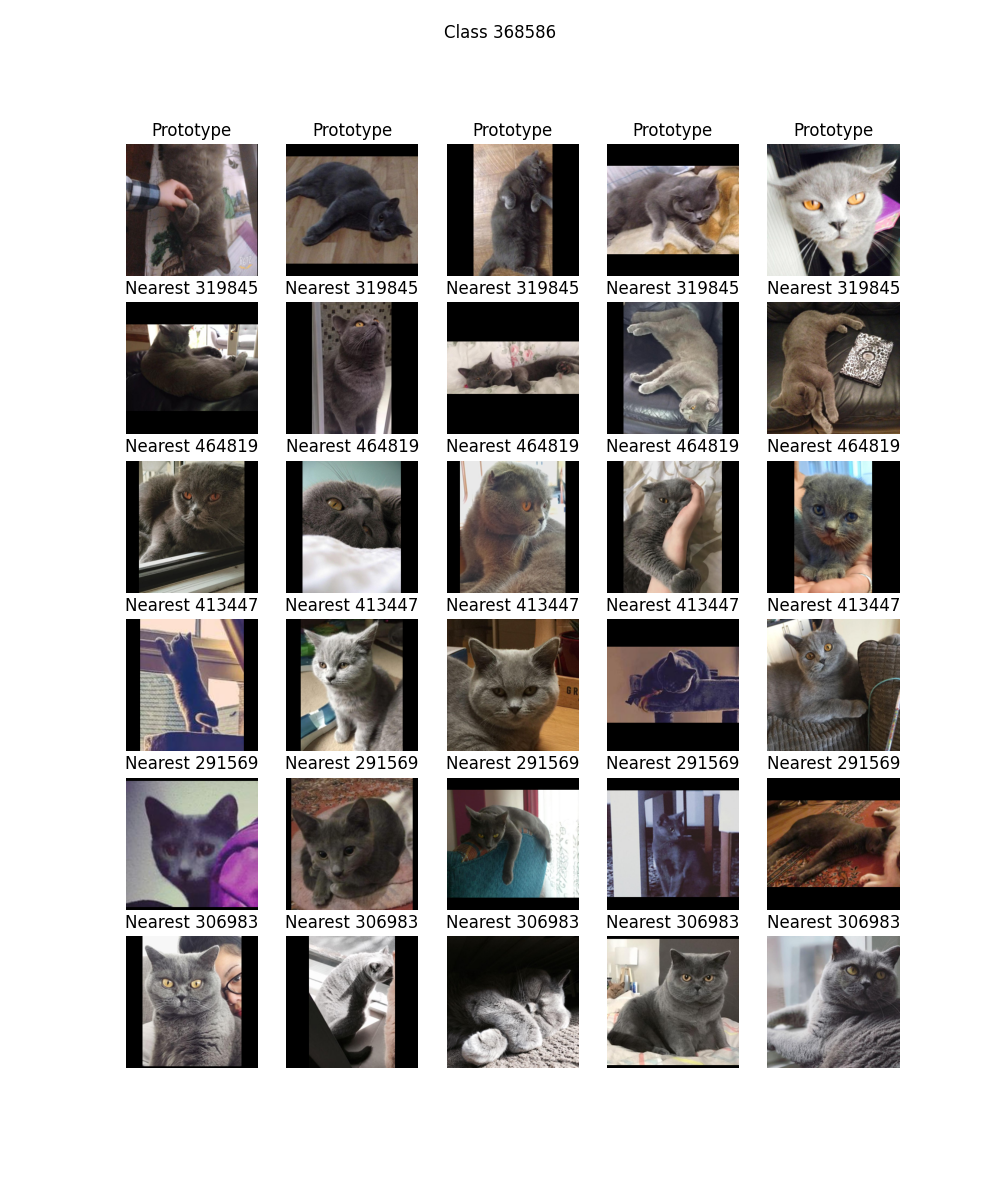 Class 368586
Prototype Prototype Prototype Prototype Prototype
Nearest 319845 Nearest 319845 Nearest 319845 Nearest 319845 Nearest 319845
Nearest 464819 Nearest 464819 Nearest 464819 Nearest 464819 Nearest 464819
Nearest 413447 Nearest 413447 Nearest 413447 Nearest 413447 Nearest 413447
GR
Nearest 291569 Nearest 291569 Nearest 291569 Nearest 291569 Nearest 291569
Nearest 306983 Nearest 306983 Nearest 306983 Nearest 306983 Nearest 306983